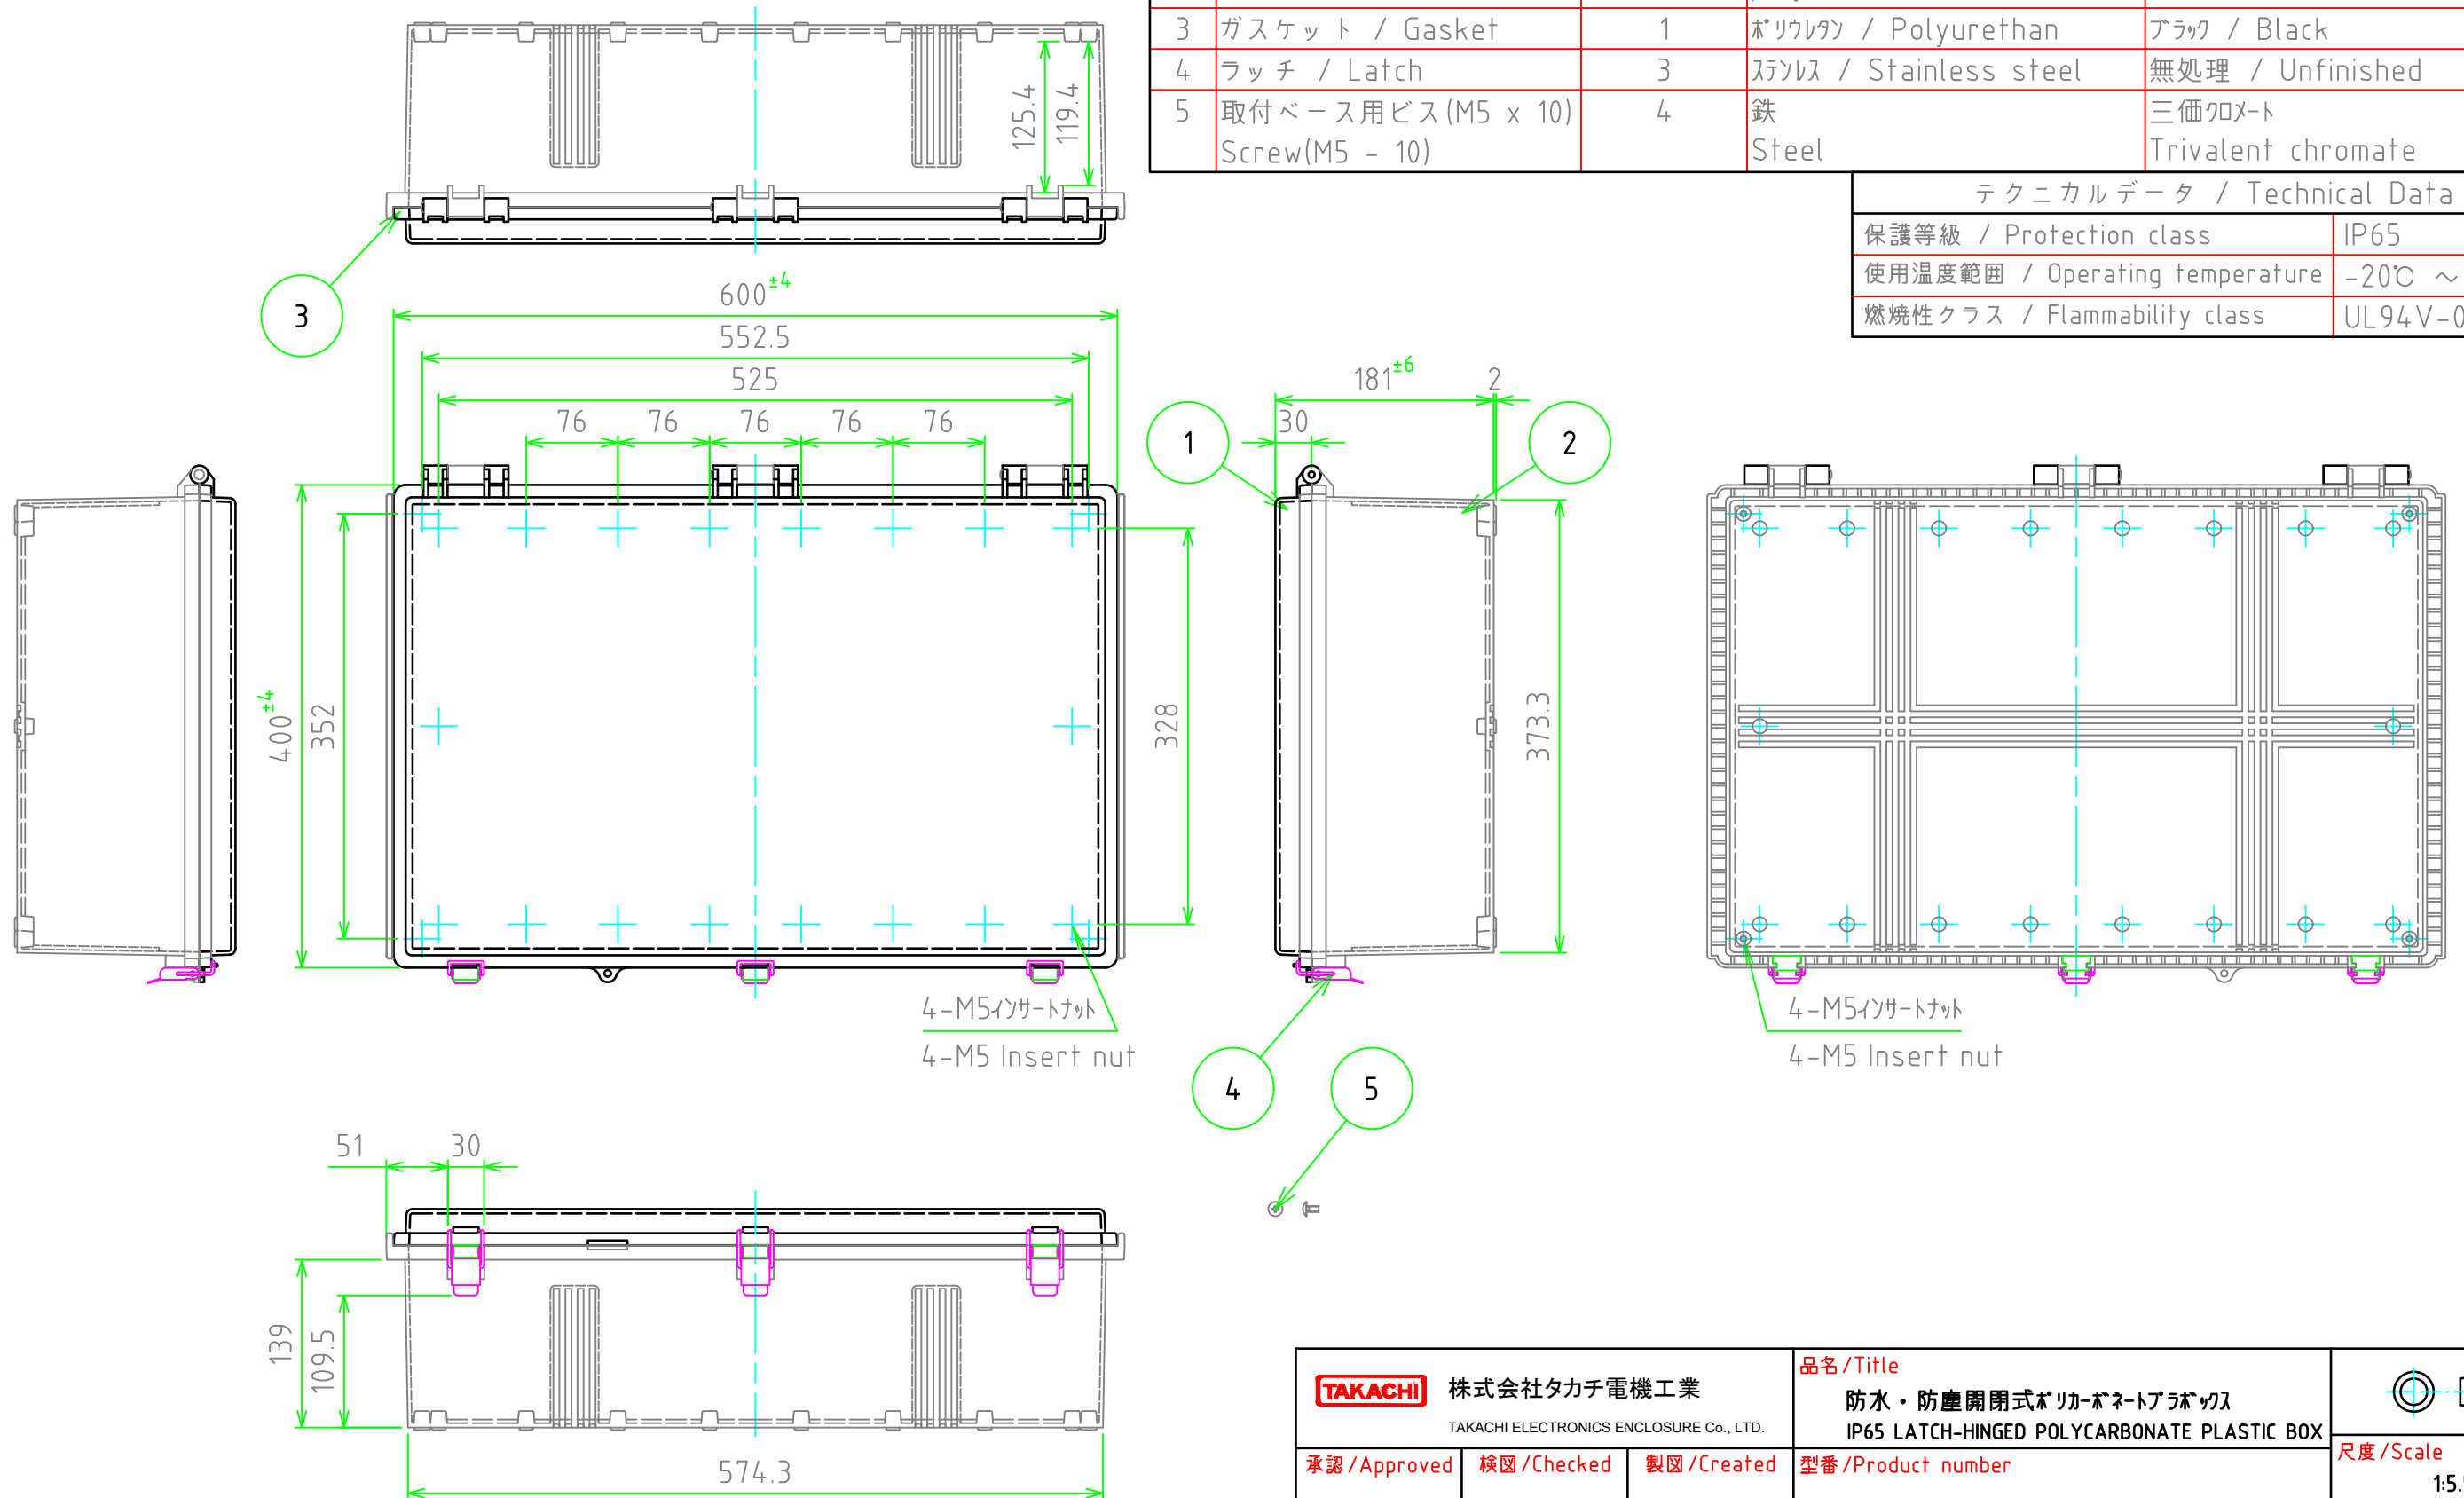 3 ガスケット / Gasket 1 ポリウレタン / Polyurethan ブラック / Black
4 ラッチ / Latch 3 ステンレス / Stainless steel 無処理 / Unfinished
5 取付ベース用ビス(M5 x 10) 4 鉄 三価クロメート
Screw(M5 - 10) Steel Trivalent chromate
テクニカルデータ / Technical Data
保護等級 / Protection class IP65
使用温度範囲 / Operating temperature -20℃ ～
燃焼性クラス / Flammability class UL94V-0
125.4
119.4
3
600±4
552.5
525
76 76 76 76 76
400±4
352
328
181±6
2
30
1
2
373.3
4-M5インサートナット
4-M5 Insert nut
4-M5インサートナット
4-M5 Insert nut
4
5
51
30
139
109.5
574.3
TAKACHI
株式会社タカチ電機工業
TAKACHI ELECTRONICS ENCLOSURE Co., LTD.
品名/Title
防水・防塵開閉式ポリカーボネートプラボックス
IP65 LATCH-HINGED POLYCARBONATE PLASTIC BOX
承認/Approved
検図/Checked
製図/Created
型番/Product number
尺度/Scale
1:5